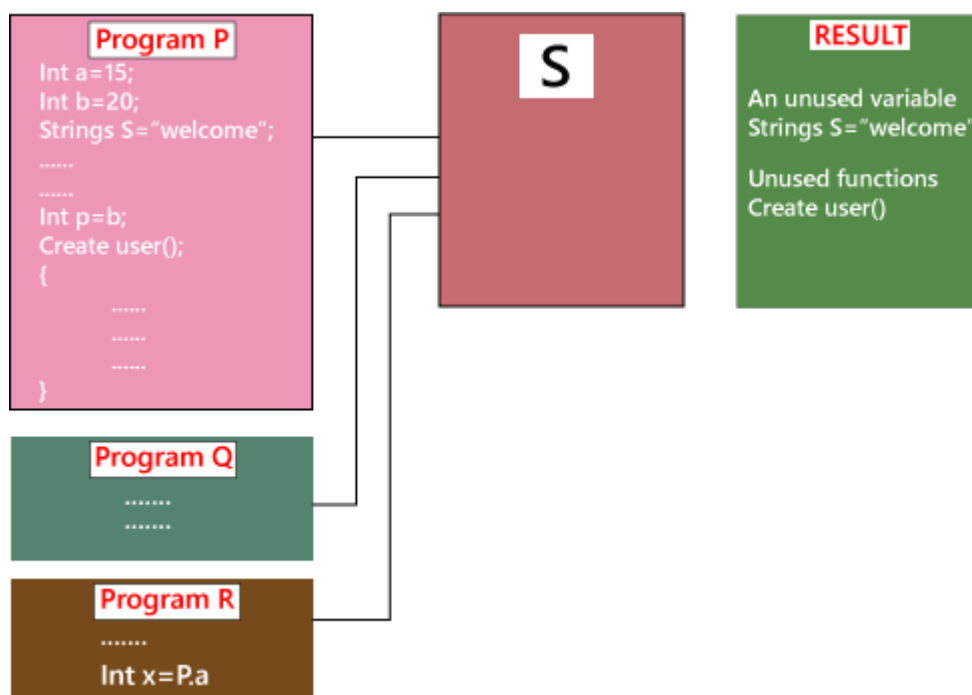 Program P
Int a=15;
Int b=20;
Strings S=“welcome”;
......
......
Int p=b;
Create user();
{
......
......
......
}
Program Q
.......
.......
Program R
.......
Int x=P.a
S
RESULT
An unused variable
Strings S=“welcome”
Unused functions
Create user()